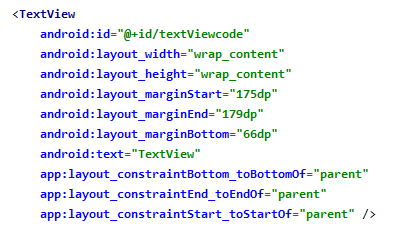 <TextView
android:id="@+id/textViewcode"
android:layout_width="wrap_content"
android:layout_height="wrap_content"
android:layout_marginStart="175dp"
android:layout_marginEnd="179dp"
android:layout_marginBottom="66dp"
android:text="TextView"
app:layout_constraintBottom_toBottomOf="parent"
app:layout_constraintEnd_toEndOf="parent"
app:layout_constraintStart_toStartOf="parent" />